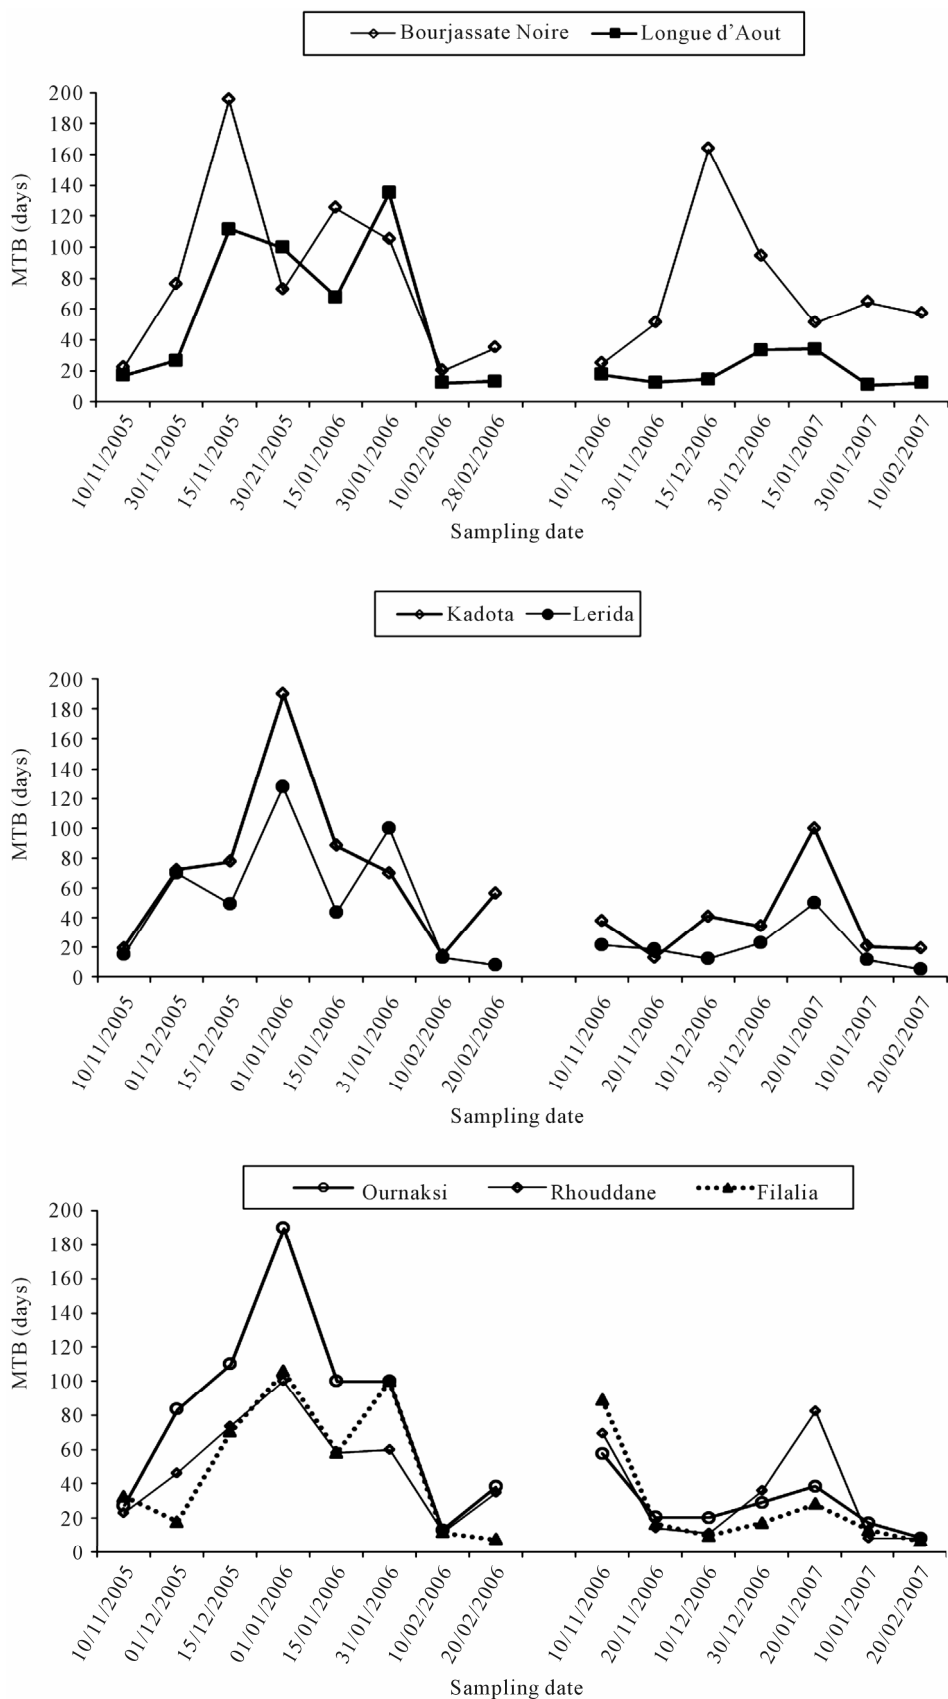 Bourjassate Noire Longue d'Aout
MTB (days)
200
180
160
140
120
100
80
60
40
20
0
10/11/2005 30/11/2005 15/11/2005 30/21/2005 15/01/2006 30/01/2006 10/02/2006 28/02/2006 10/11/2006 30/11/2006 15/12/2006 30/12/2006 15/01/2007 30/01/2007 10/02/2007
Sampling date
Kadota Lerida
MTB (days)
200
180
160
140
120
100
80
60
40
20
0
10/11/2005 01/12/2005 15/12/2005 01/01/2006 15/01/2006 31/01/2006 10/02/2006 20/02/2006 10/11/2006 20/11/2006 10/12/2006 30/12/2006 20/01/2007 10/01/2007 20/02/2007
Sampling date
Ournaksi Rhouddane Filalia
MTB (days)
200
180
160
140
120
100
80
60
40
20
0
10/11/2005 01/12/2005 15/12/2005 01/01/2006 15/01/2006 31/01/2006 10/02/2006 20/02/2006 10/11/2006 20/11/2006 10/12/2006 30/12/2006 20/01/2007 10/01/2007 20/02/2007
Sampling date